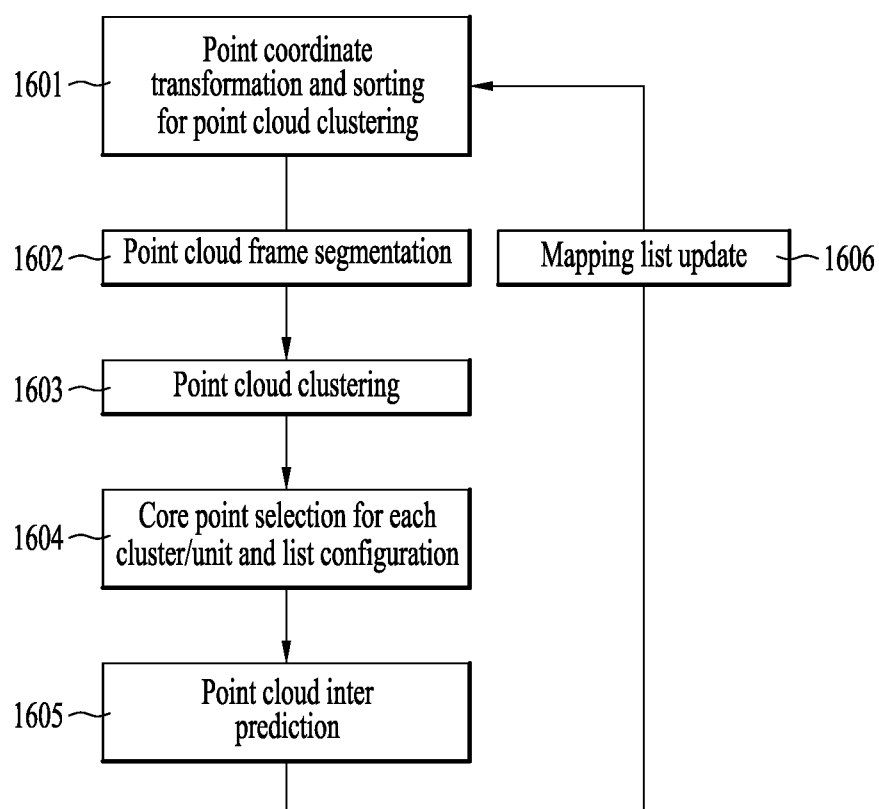 1601
Point coordinate
transformation and sorting
for point cloud clustering
1602
Point cloud frame segmentation
Mapping list update
1606
1603
Point cloud clustering
1604
Core point selection for each
cluster/unit and list configuration
1605
Point cloud inter
prediction